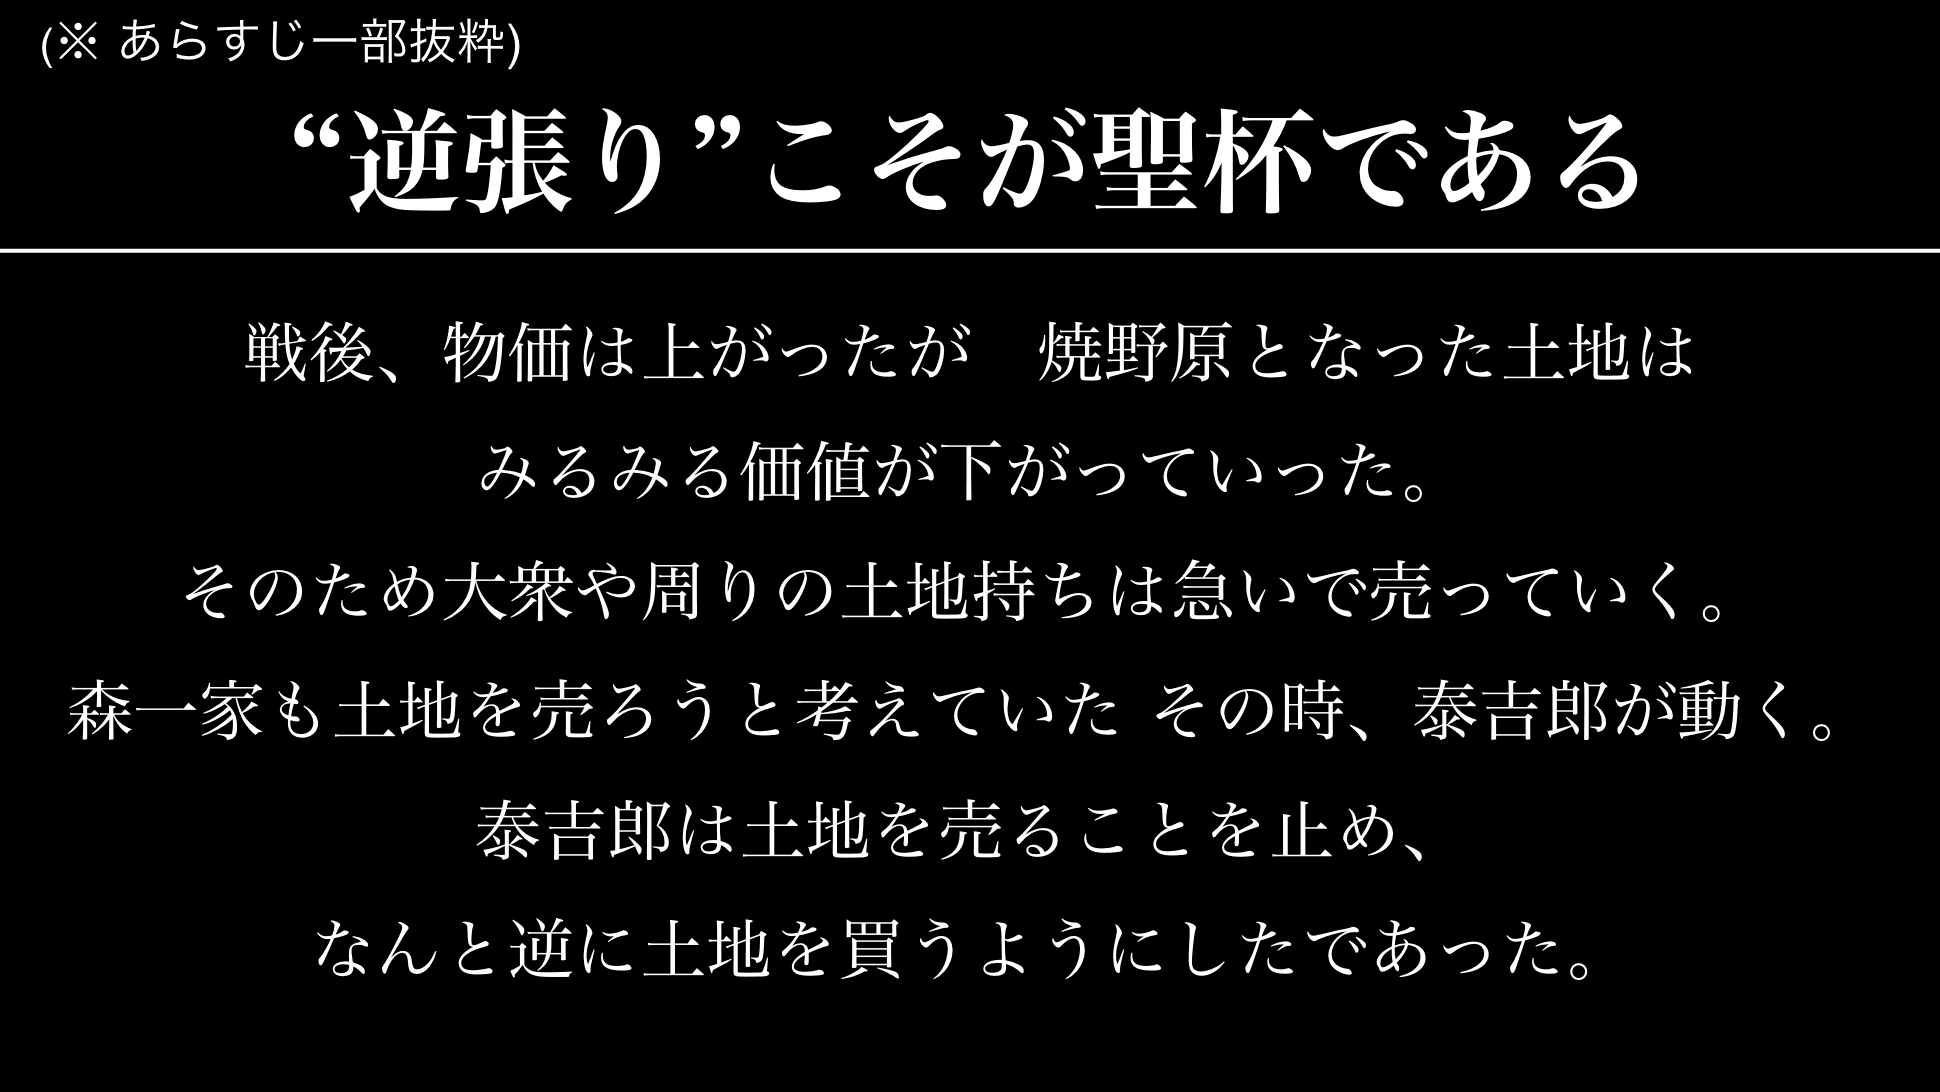 (※ あらすじ一部抜粋)
“逆張り”こそが聖杯である
戦後、物価は上がったが　焼野原となった土地は
みるみる価値が下がっていった。
そのため大衆や周りの土地持ちは急いで売っていく。
森一家も土地を売ろうと考えていた その時、泰吉郎が動く。
泰吉郎は土地を売ることを止め、
なんと逆に土地を買うようにしたであった。